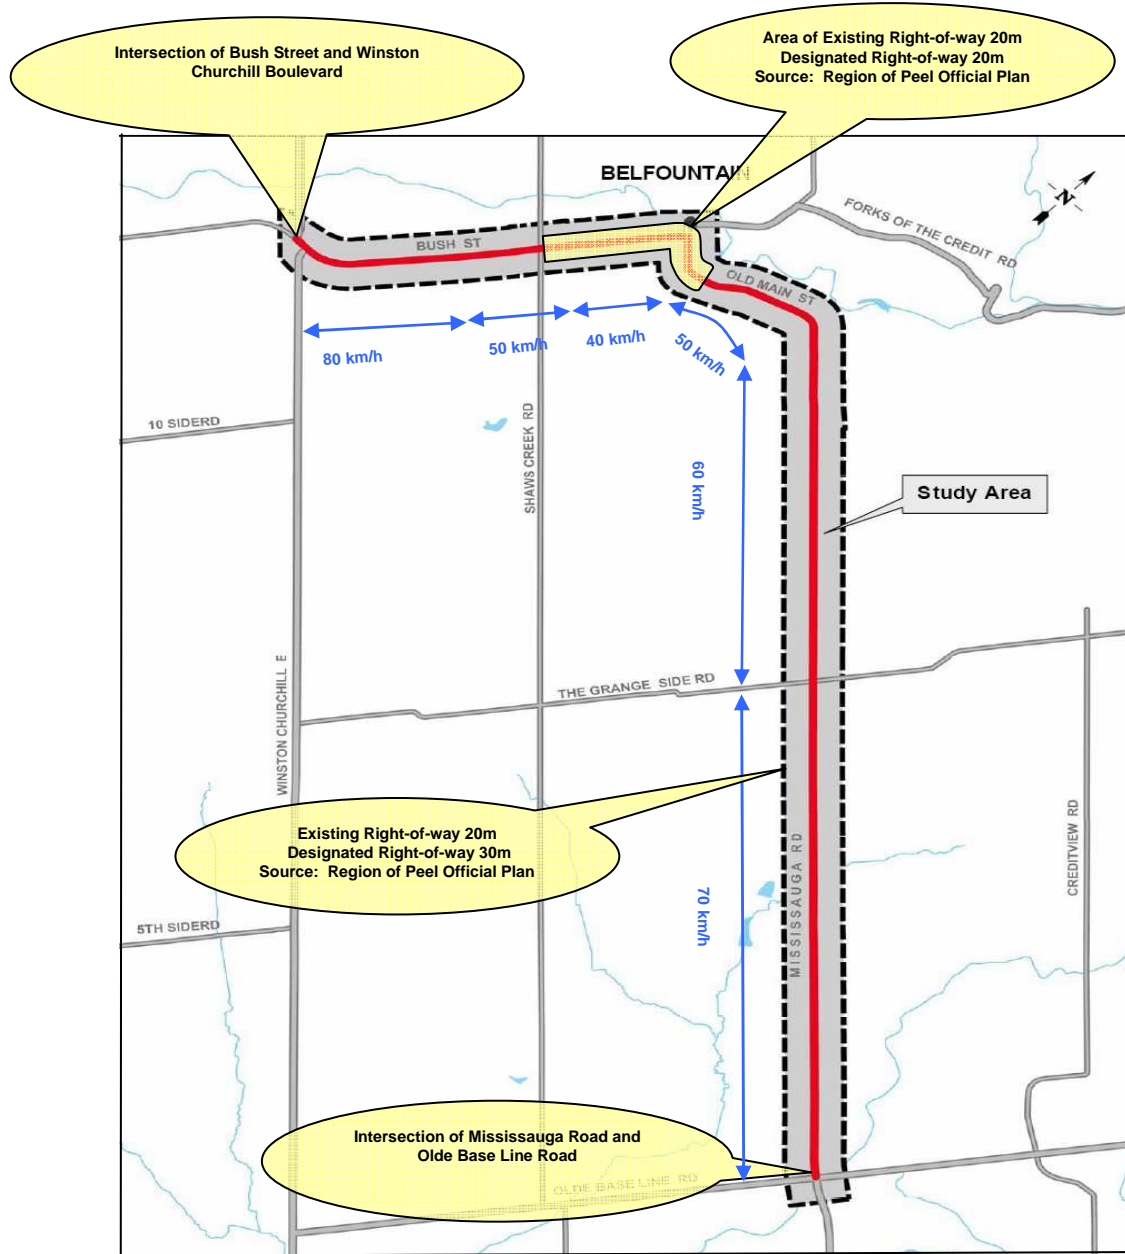 Intersection of Bush Street and Winston
Churchill Boulevard
Area of Existing Right-of-way 20m
Designated Right-of-way 20m
Source: Region of Peel Official Plan
BELFOUNTAIN
N
FORKS OF THE CREDIT RD
BUSH ST
OLD MAIN ST
80 km/h
50 km/h
40 km/h
50 km/h
10 SIDERD
SHAWS CREEK RD
60 km/h
Study Area
WINSTON CHURCHILL E
THE GRANGE SIDE RD
Existing Right-of-way 20m
Designated Right-of-way 30m
Source: Region of Peel Official Plan
MISSISSAUGA RD
CREDITVIEW RD
70 km/h
5TH SIDERD
Intersection of Mississauga Road and
Olde Base Line Road
OLDE BASE LINE RD